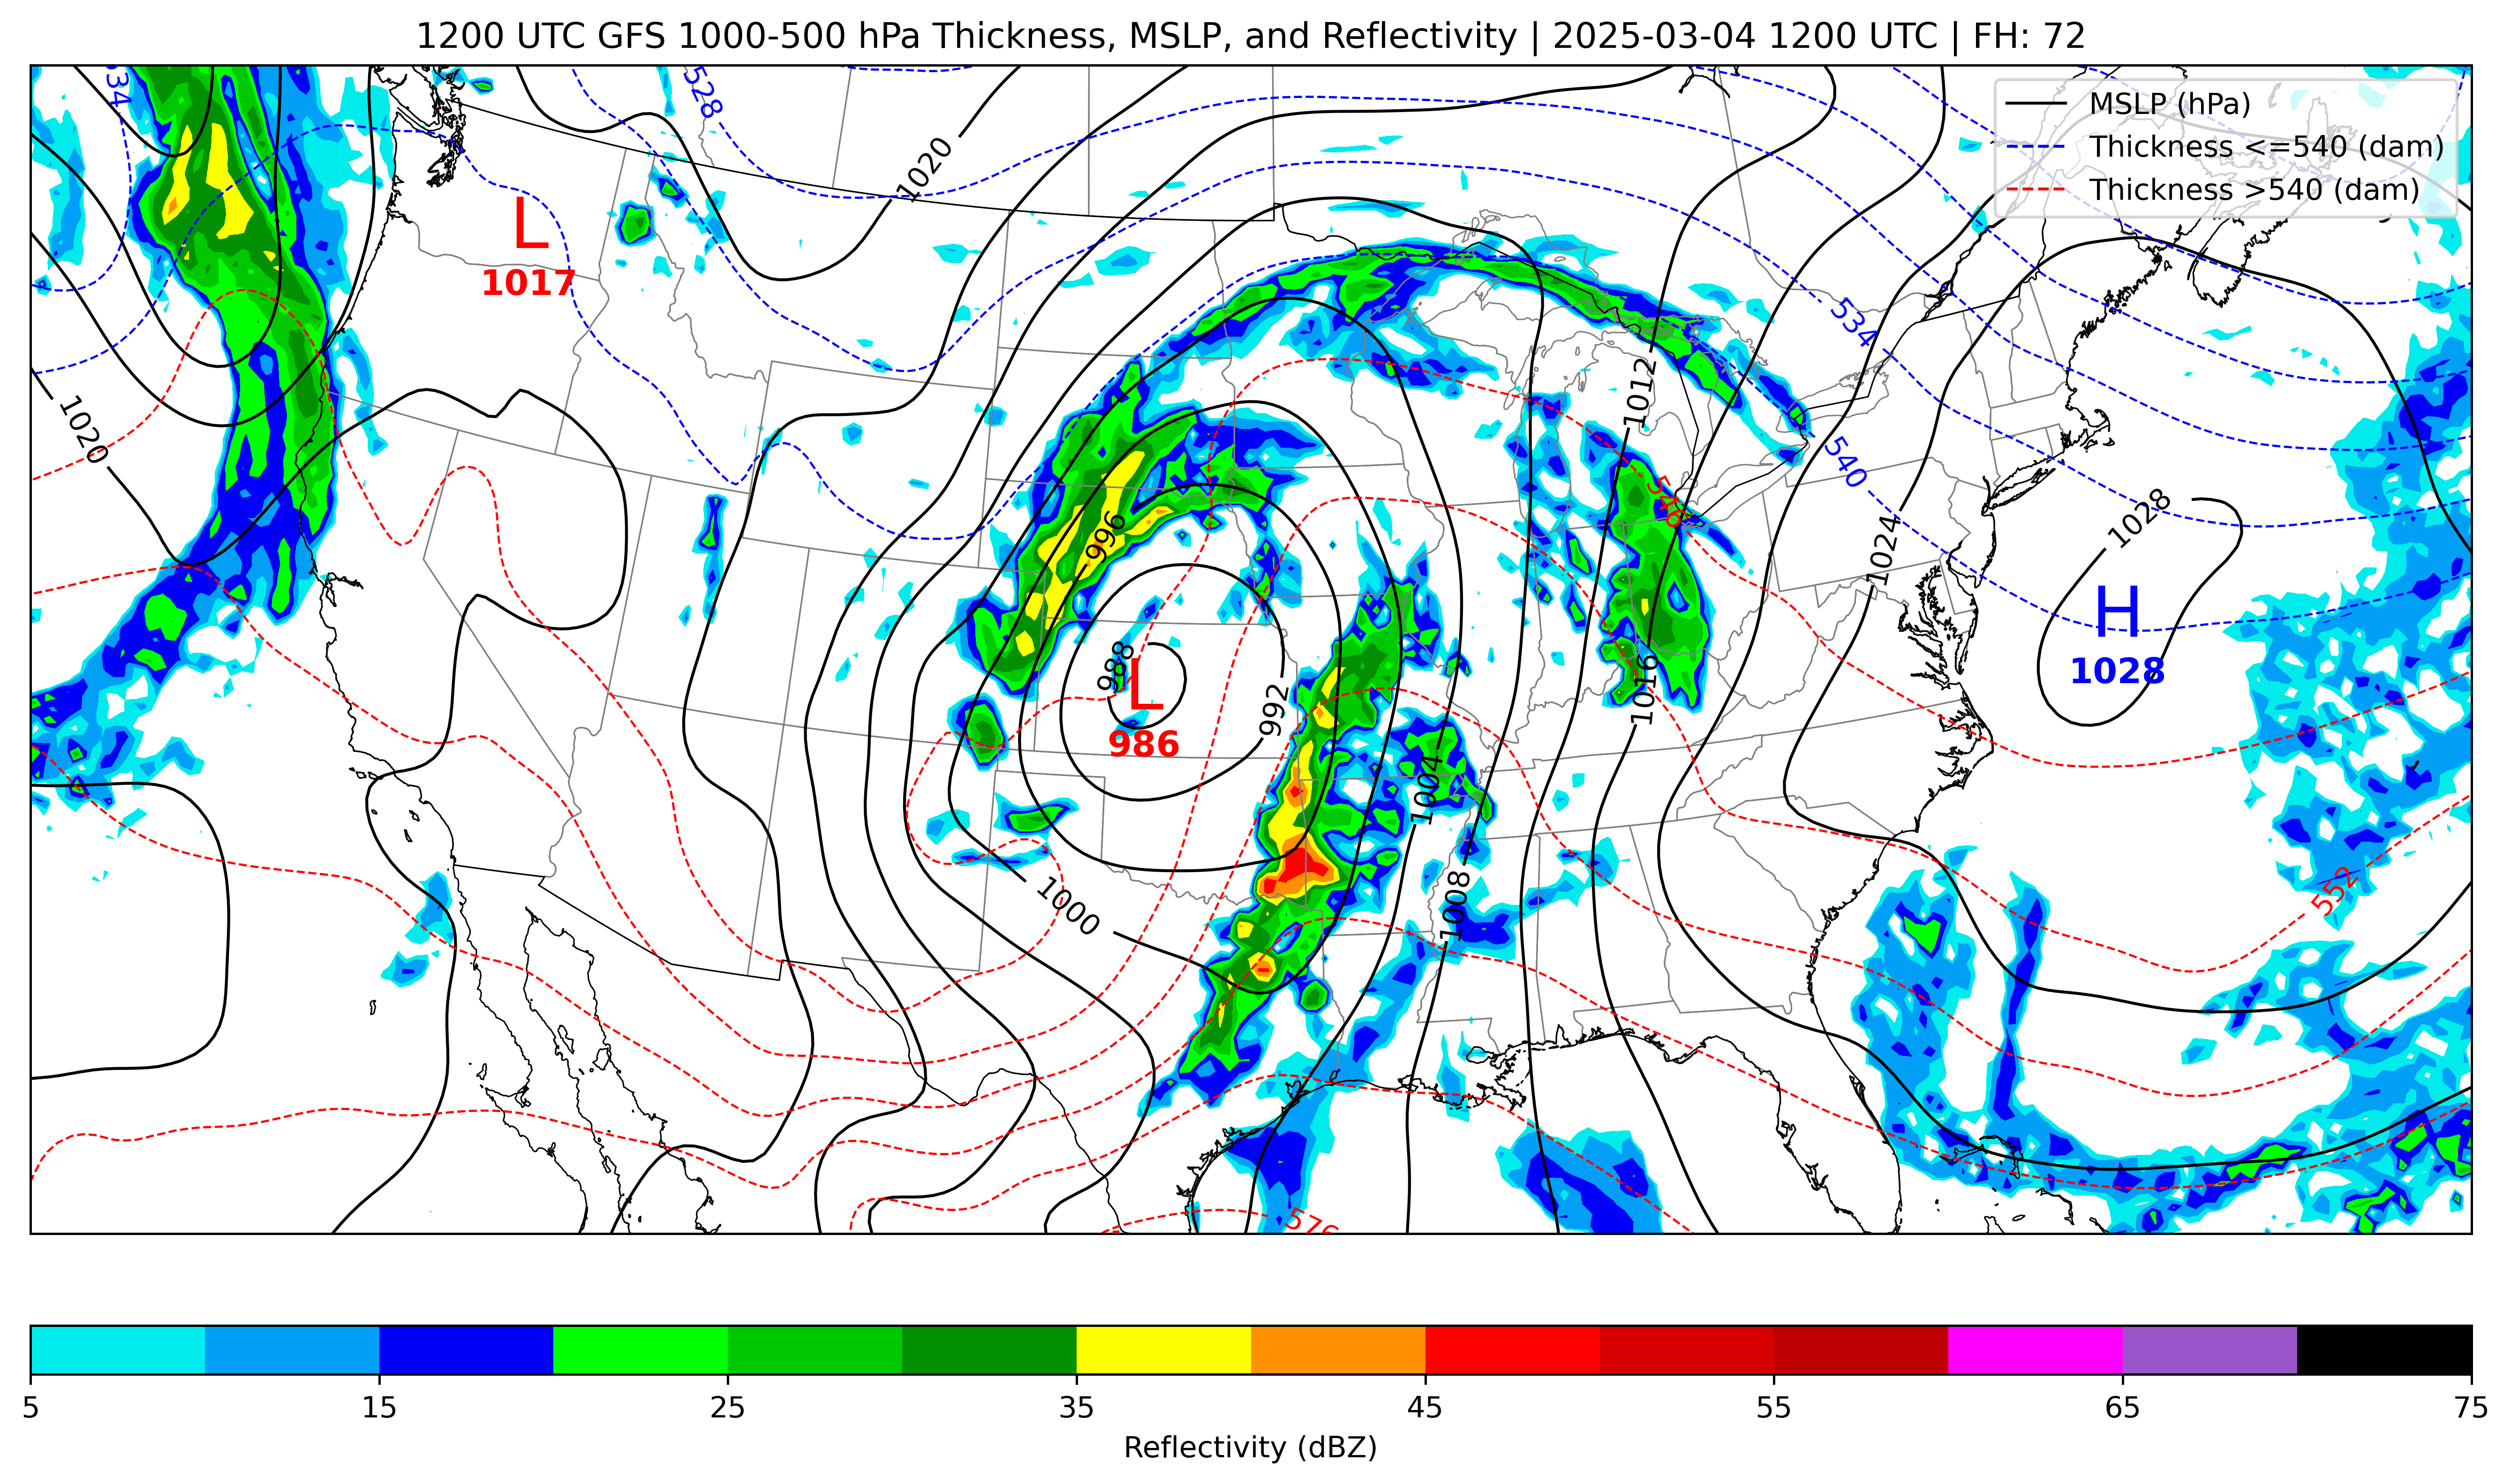 1200 UTC GFS 1000-500 hPa Thickness, MSLP, and Reflectivity | 2025-03-04 1200 UTC | FH: 72
MSLP (hPa)
Thickness <=540 (dam)
Thickness >540 (dam)
534
528
1020
L
1017
534
1012
1020
540
546
996
1028
1024
H
1028
988
L
986
992
1016
1004
1008
1000
552
576
5 15 25 35 45 55 65 75
Reflectivity (dBZ)